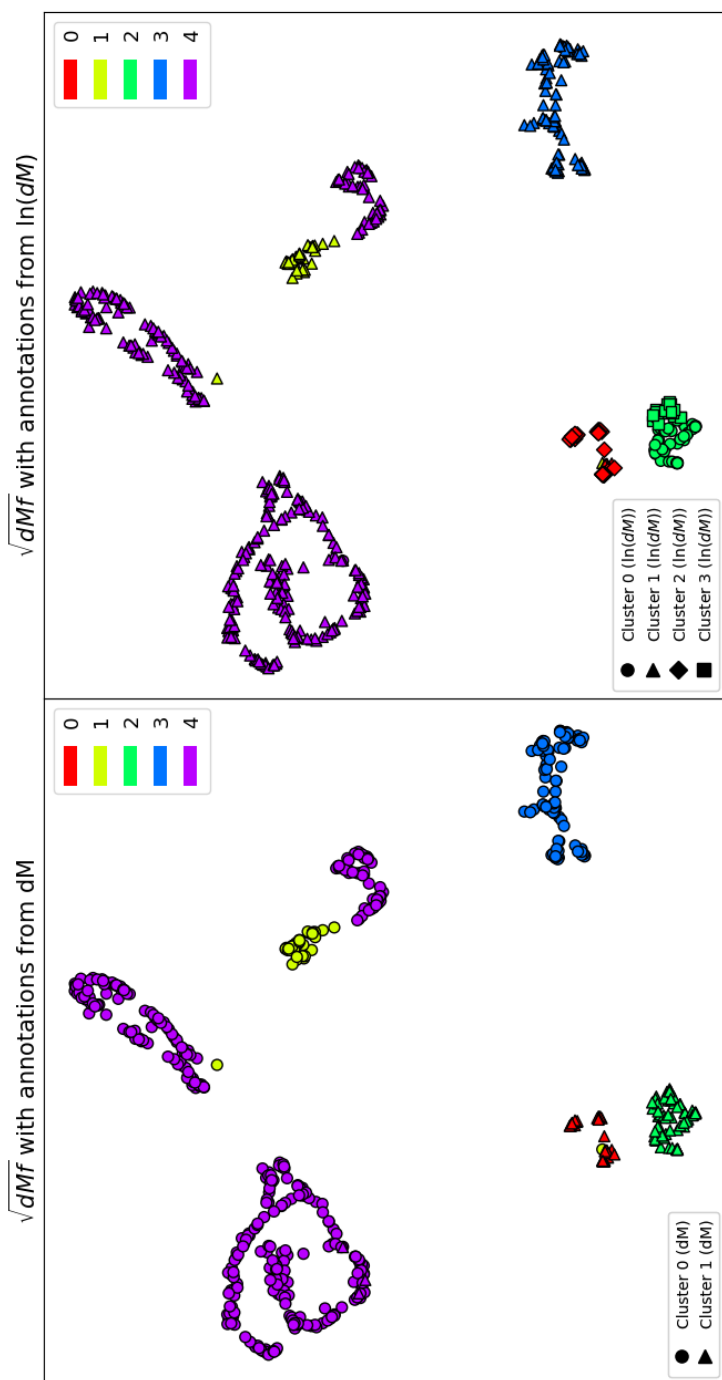 √dMf with annotations from dM
0
1
2
3
4
Cluster 0 (dM)
Cluster 1 (dM)
√dMf with annotations from ln(dM)
0
1
2
3
4
Cluster 0 (ln(dM))
Cluster 1 (ln(dM))
Cluster 2 (ln(dM))
Cluster 3 (ln(dM))